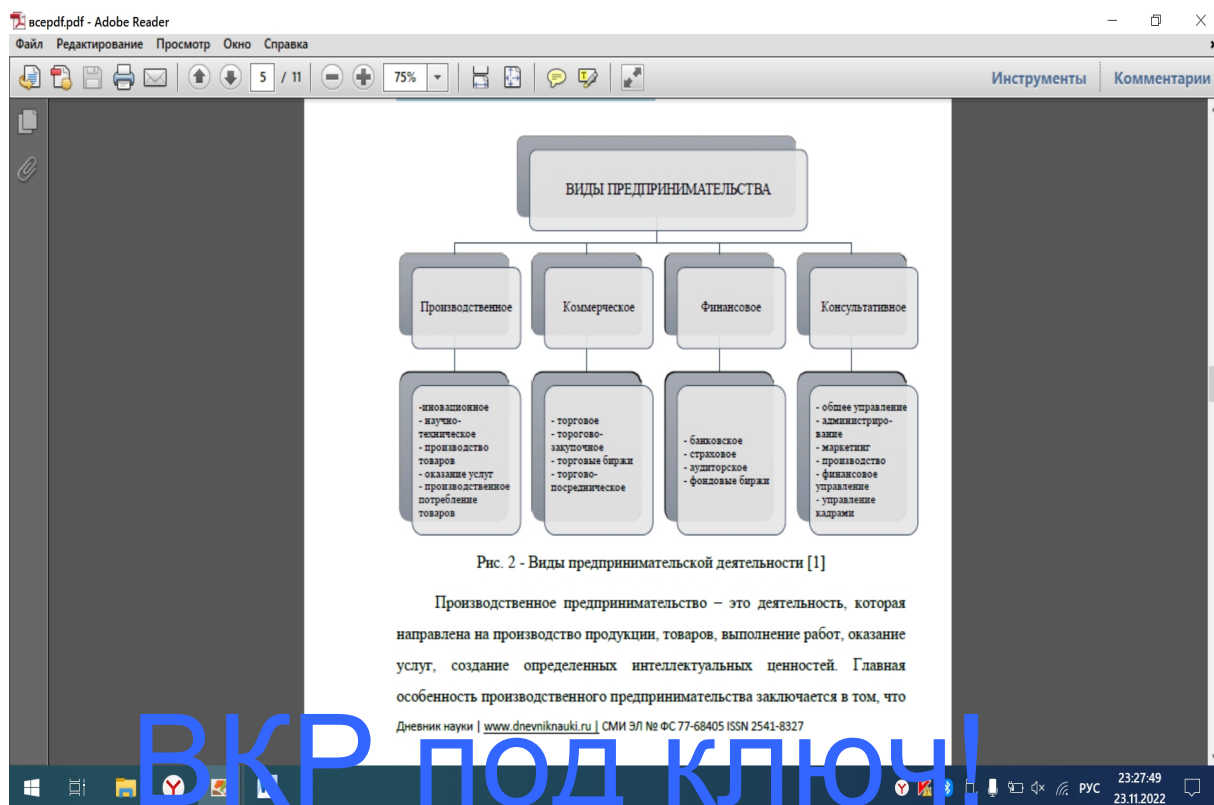 всеpdf.pdf - Adobe Reader
Файл Редактирование Просмотр Окно Справка
5 / 11 75% Инструменты Комментарии
ВИДЫ ПРЕДПРИНИМАТЕЛЬСТВА
Производственное Коммерческое Финансовое Консультативное
-иновационное
- научно-
техническое
- производство
товаров
- оказание услуг
- производственное
потребление
товаров
- торговое
- торогово-
закупочное
- торговые биржи
- торгово-
посредническое
- банковское
- страховое
- аудиторское
- фондовые биржи
- общее управление
- администриро-
вание
- маркетинг
- производство
- финансовое
управление
- управление
кадрами
Рис. 2 - Виды предпринимательской деятельности [1]
Производственное предпринимательство – это деятельность, которая
направлена на производство продукции, товаров, выполнение работ, оказание
услуг, создание определенных интеллектуальных ценностей. Главная
особенность производственного предпринимательства заключается в том, что
Дневник науки | www.dnevniknauki.ru | СМИ ЭЛ № ФС 77-68405 ISSN 2541-8327
ВКР под ключ!
РУС
23:27:49
23.11.2022